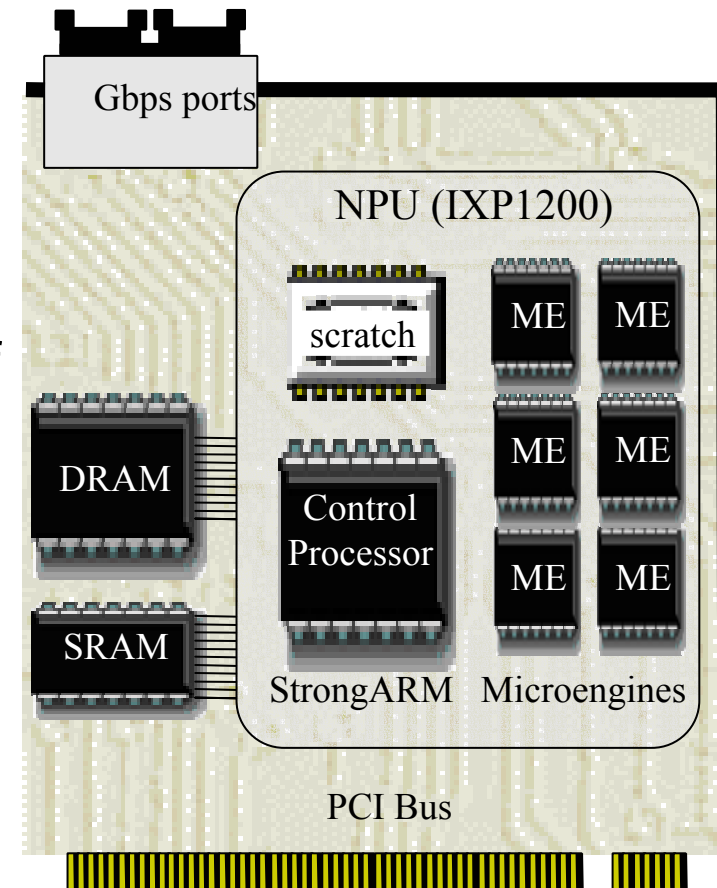 Gbps ports
NPU (IXP1200)
scratch
ME
ME
ME
ME
ME
ME
DRAM
Control
Processor
SRAM
StrongARM
Microengines
PCI Bus